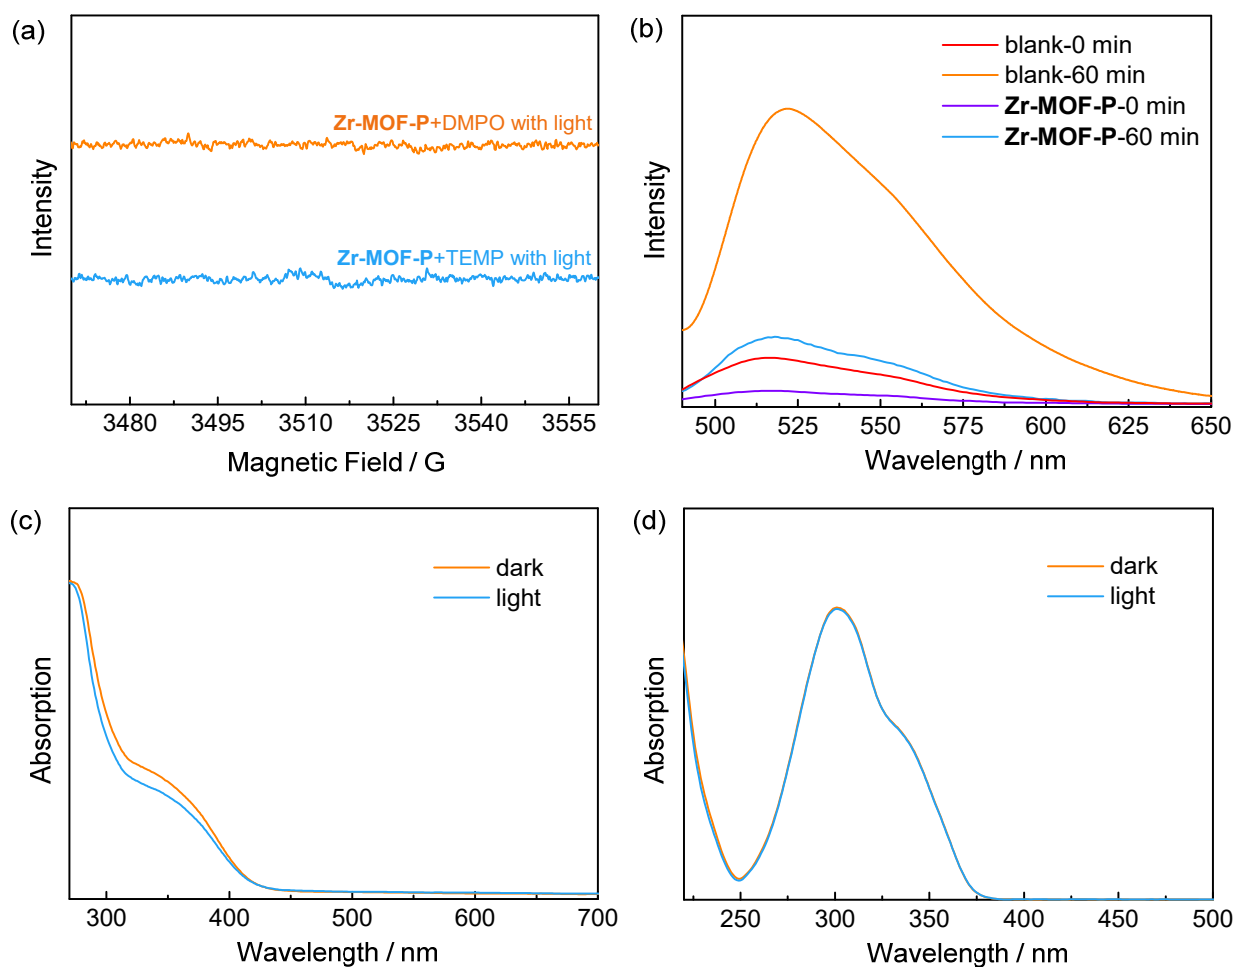 (a)
Zr-MOF-P+DMPO with light
Zr-MOF-P+TEMP with light
Intensity
3480 3495 3510 3525 3540 3555
Magnetic Field / G
(b)
blank-0 min
blank-60 min
Zr-MOF-P-0 min
Zr-MOF-P-60 min
Intensity
500 525 550 575 600 625 650
Wavelength / nm
(c)
dark
light
Absorption
300 400 500 600 700
Wavelength / nm
(d)
dark
light
Absorption
250 300 350 400 450 500
Wavelength / nm